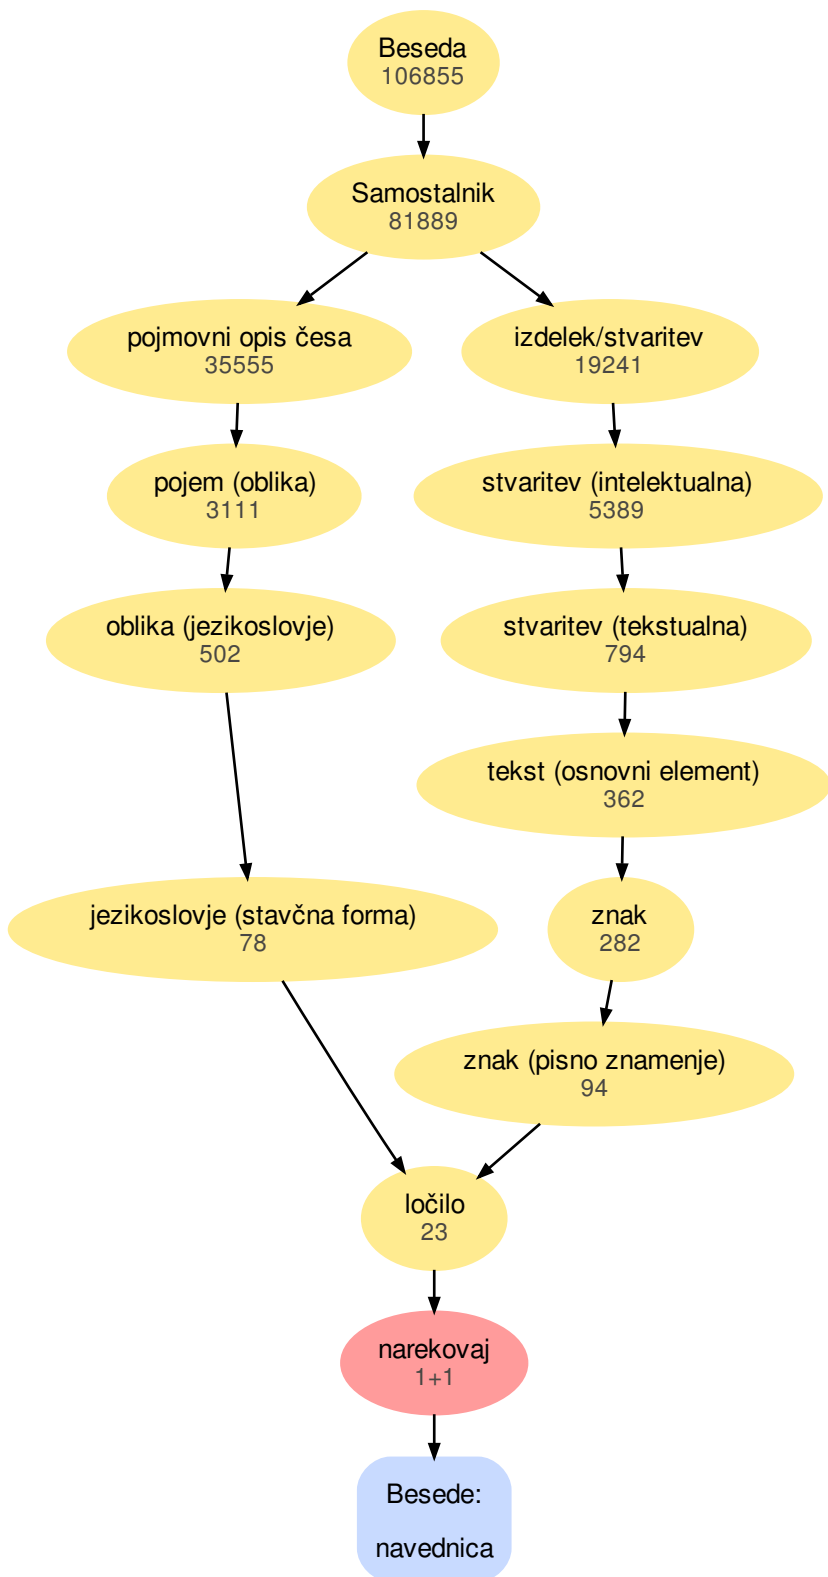 Beseda
106855
Samostalnik
81889
pojmovni opis česa
35555
izdelek/stvaritev
19241
pojem (oblika)
3111
stvaritev (intelektualna)
5389
oblika (jezikoslovje)
502
stvaritev (tekstualna)
794
tekst (osnovni element)
362
jezikoslovje (stavčna forma)
78
znak
282
znak (pisno znamenje)
94
ločilo
23
narekovaj
1+1
Besede:
navednica